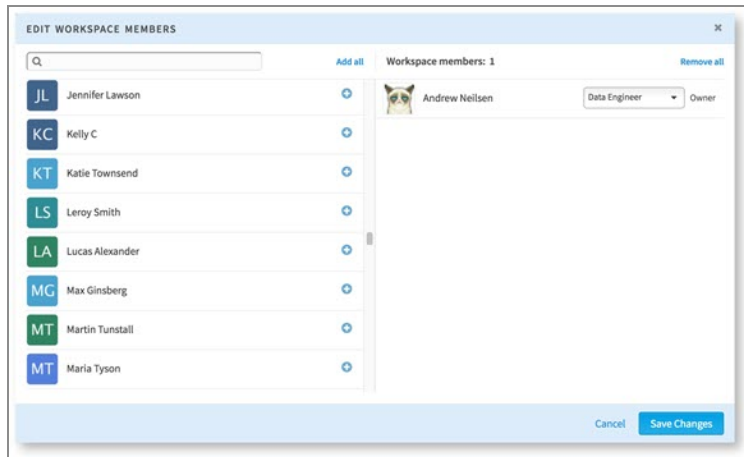 EDIT WORKSPACE MEMBERS
Add all
Workspace members: 1
Remove all
JL Jennifer Lawson
Andrew Neilsen Data Engineer Owner
KC Kelly C
KT Katie Townsend
LS Leroy Smith
LA Lucas Alexander
MG Max Ginsberg
MT Martin Tunstall
MT Maria Tyson
Cancel Save Changes